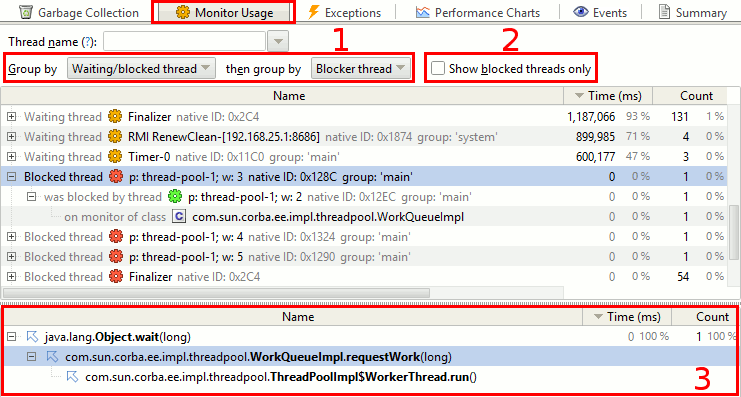 Garbage Collection Monitor Usage Exceptions Performance Charts Events Summary
Thread name (?): 1 2
Group by Waiting/blocked thread then group by Blocker thread Show blocked threads only
Name Time (ms) Count
Waiting thread Finalizer native ID: 0x2C4 1,187,066 93 % 131 1 %
Waiting thread RMI RenewClean-[192.168.25.1:8686] native ID: 0x1874 group: 'system' 899,985 71 % 4 0 %
Waiting thread Timer-0 native ID: 0x11C0 group: 'main' 600,177 47 % 3 0 %
Blocked thread p: thread-pool-1; w: 3 native ID: 0x128C group: 'main' 0 0 % 1 0 %
was blocked by thread p: thread-pool-1; w: 2 native ID: 0x12EC group: 'main' 0 0 % 1 0 %
on monitor of class C com.sun.corba.ee.impl.threadpool.WorkQueueImpl 0 0 % 1 0 %
Blocked thread p: thread-pool-1; w: 4 native ID: 0x1324 group: 'main' 0 0 % 1 0 %
Blocked thread p: thread-pool-1; w: 5 native ID: 0x1290 group: 'main' 0 0 % 1 0 %
Blocked thread Finalizer native ID: 0x2C4 0 0 % 54 0 %
Name Time (ms) Count
java.lang.Object.wait(long) 0 100 % 1 100 %
com.sun.corba.ee.impl.threadpool.WorkQueueImpl.requestWork(long)
com.sun.corba.ee.impl.threadpool.ThreadPoolImpl$WorkerThread.run() 3